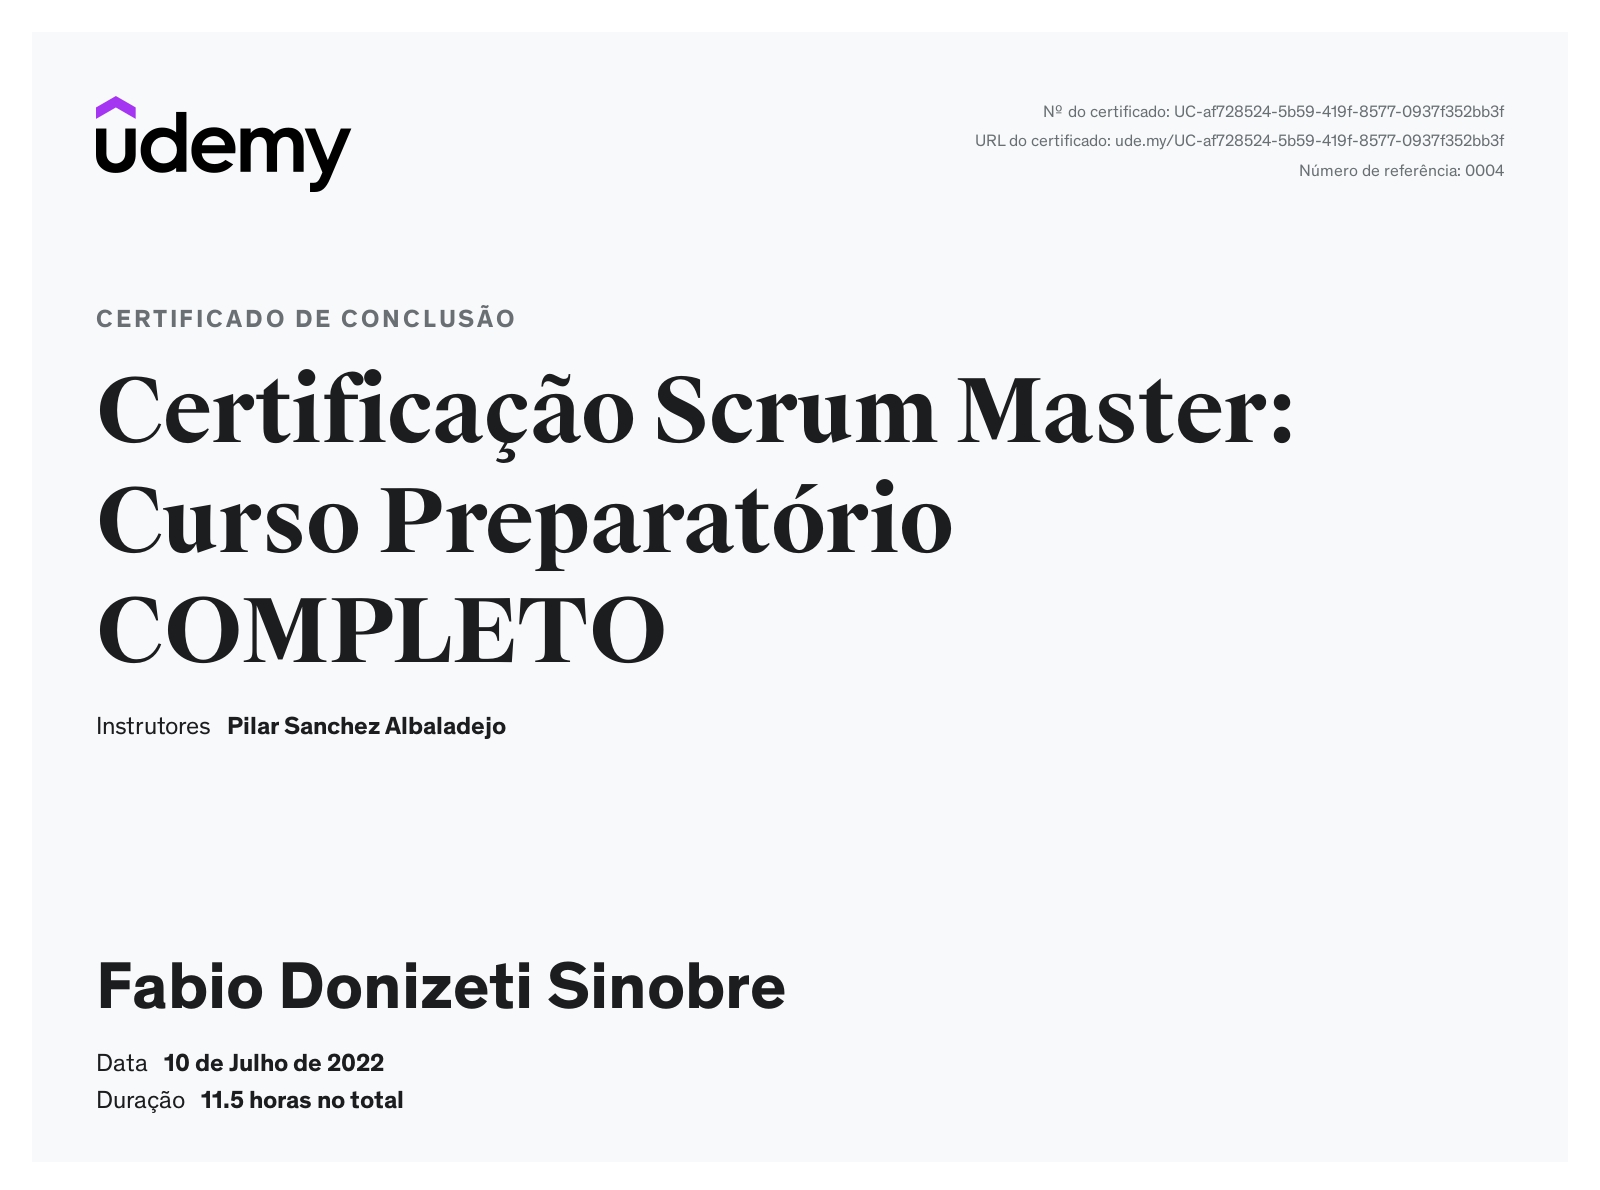 udemy
Nº do certificado: UC-af728524-5b59-419f-8577-0937f352bb3f
URL do certificado: ude.my/UC-af728524-5b59-419f-8577-0937f352bb3f
Número de referência: 0004
CERTIFICADO DE CONCLUSÃO
Certificação Scrum Master:
Curso Preparatório
COMPLETO
Instrutores Pilar Sanchez Albaladejo
Fabio Donizeti Sinobre
Data 10 de Julho de 2022
Duração 11.5 horas no total